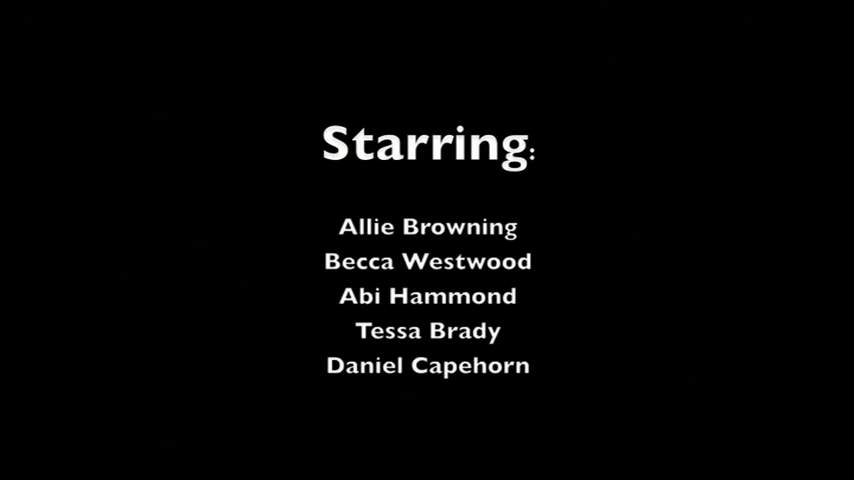 Starring:
Allie Browning
Becca Westwood
Abi Hammond
Tessa Brady
Daniel Capehorn